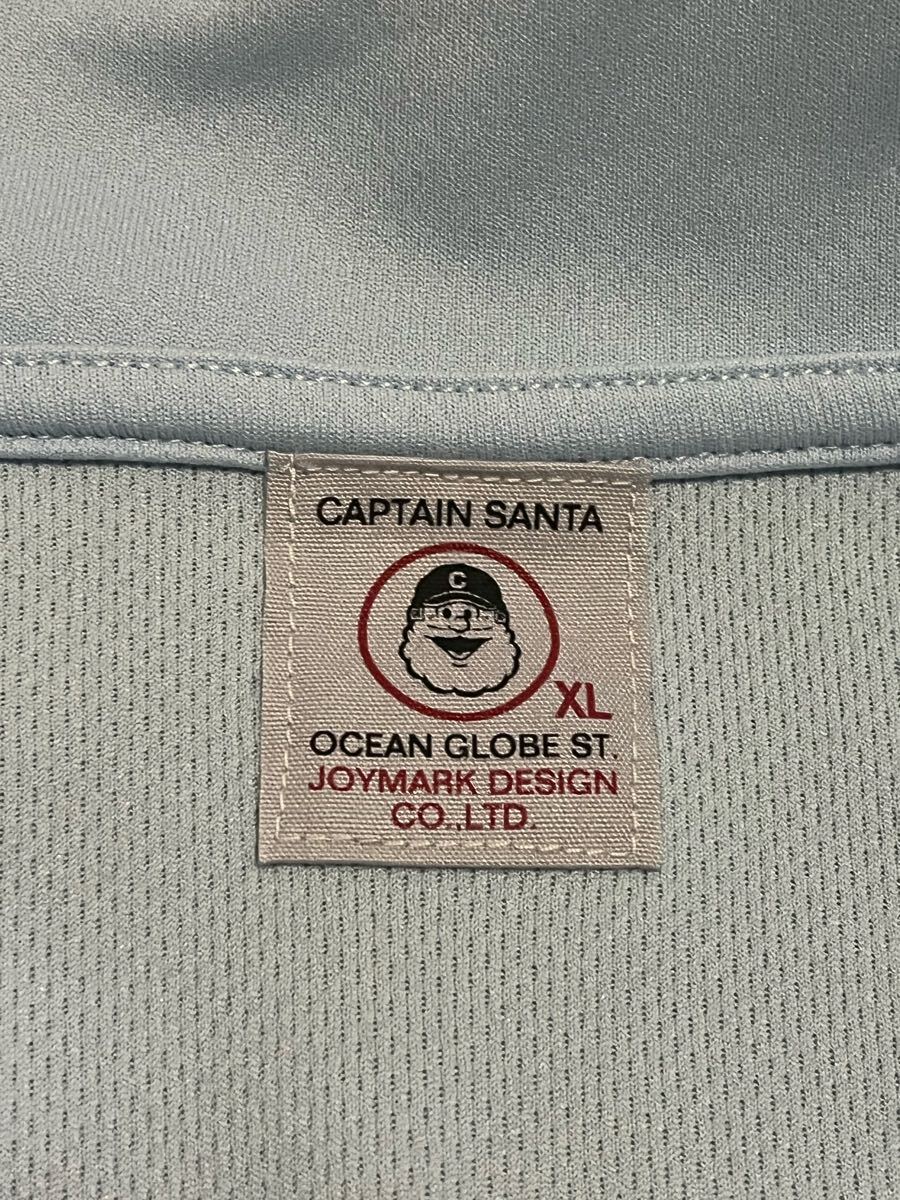 CAPTAIN SANTA
C
XL
OCEAN GLOBE ST.
JOYMARK DESIGN
CO.,LTD.